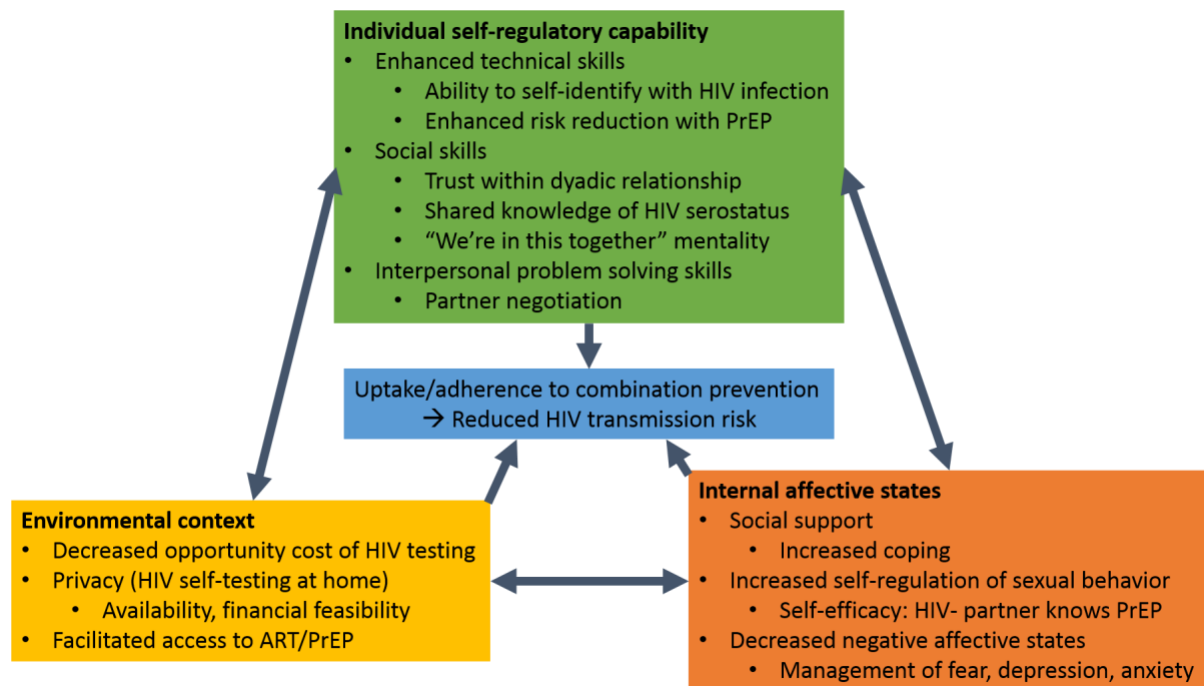 Individual self-regulatory capability
• Enhanced technical skills
• Ability to self-identify with HIV infection
• Enhanced risk reduction with PrEP
• Social skills
• Trust within dyadic relationship
• Shared knowledge of HIV serostatus
• “We’re in this together” mentality
• Interpersonal problem solving skills
• Partner negotiation
Uptake/adherence to combination prevention
→ Reduced HIV transmission risk
Environmental context
• Decreased opportunity cost of HIV testing
• Privacy (HIV self-testing at home)
• Availability, financial feasibility
• Facilitated access to ART/PrEP
Internal affective states
• Social support
• Increased coping
• Increased self-regulation of sexual behavior
• Self-efficacy: HIV- partner knows PrEP
• Decreased negative affective states
• Management of fear, depression, anxiety